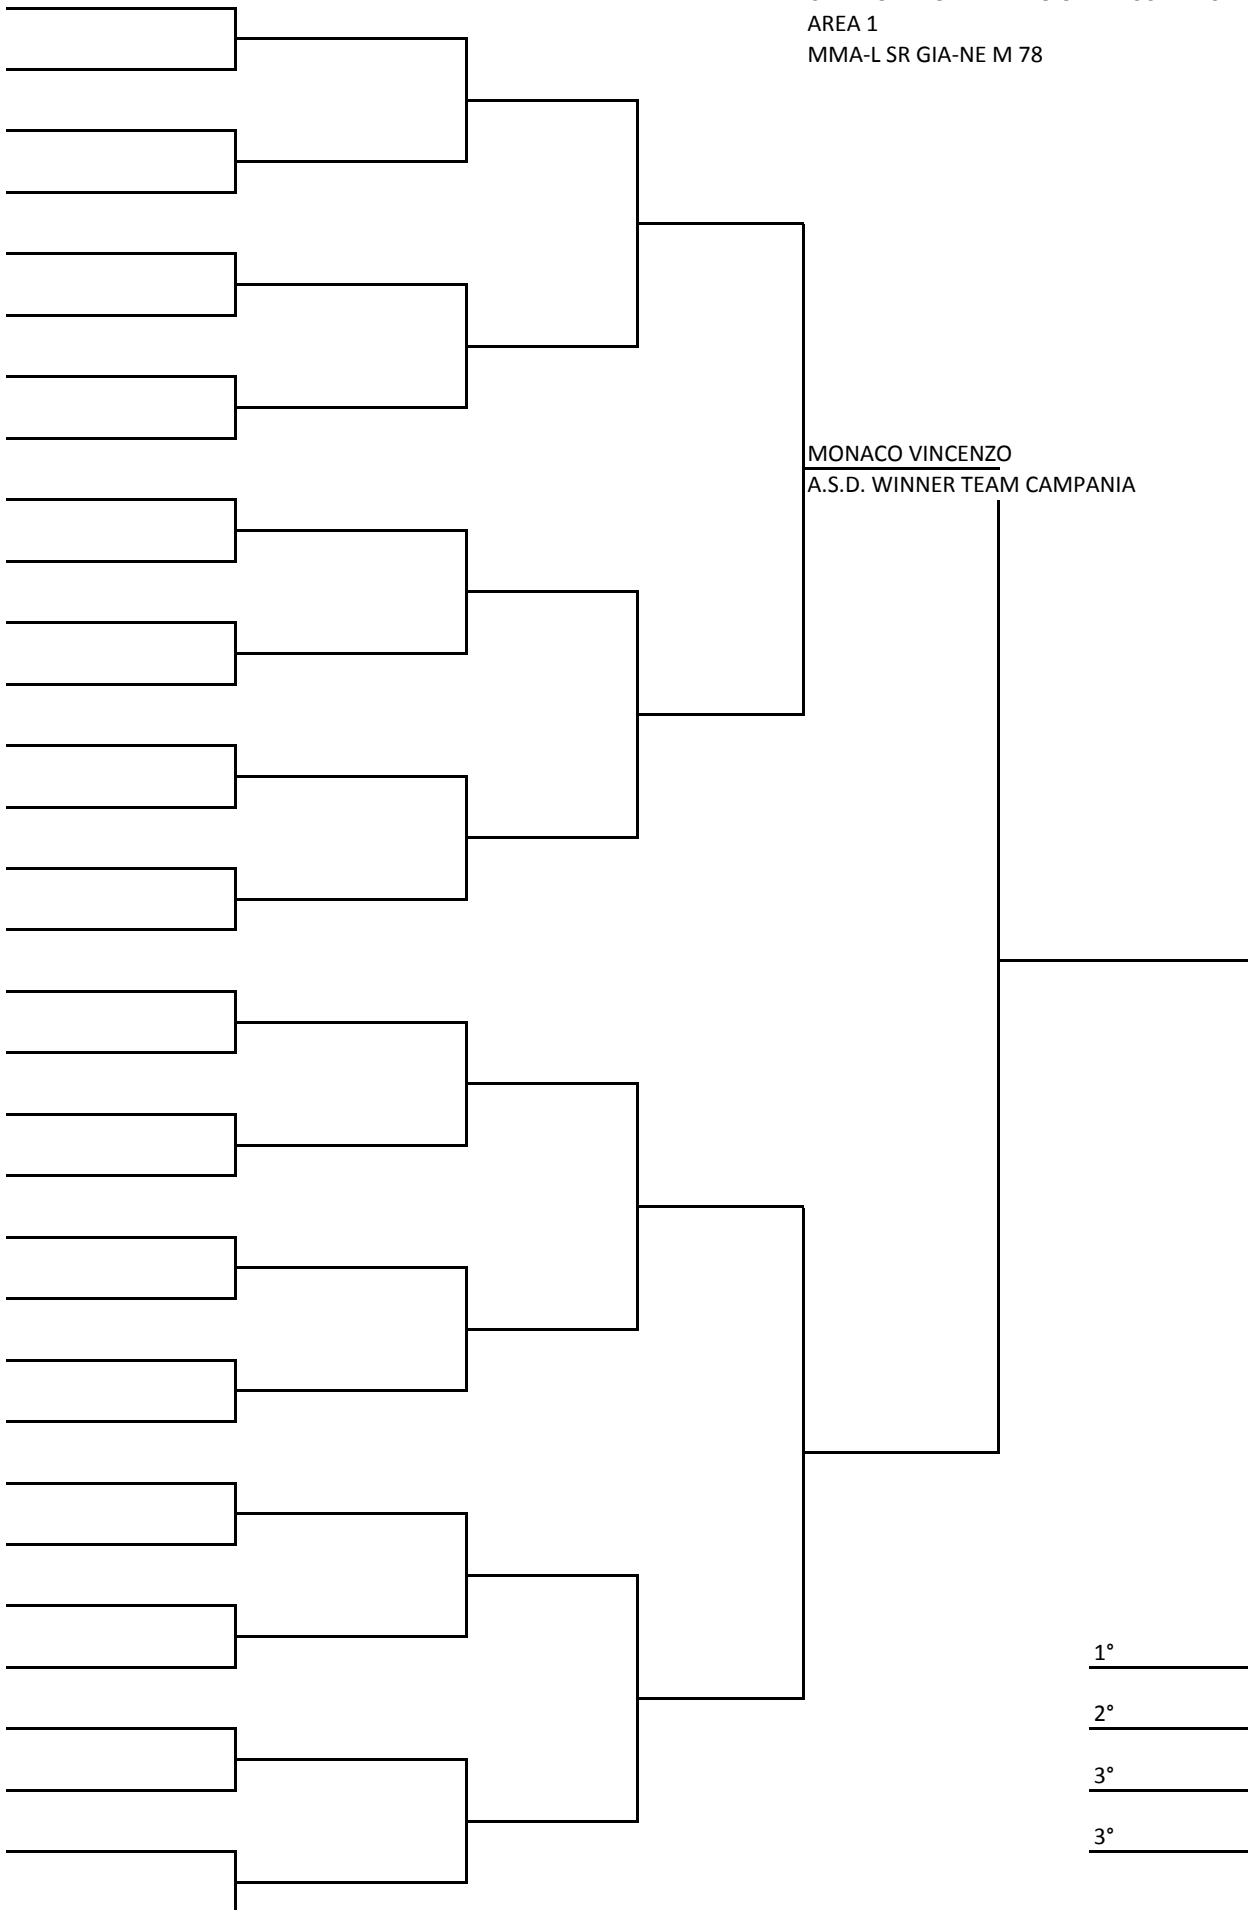 AREA 1
MMA-L SR GIA-NE M 78
MONACO VINCENZO
A.S.D. WINNER TEAM CAMPANIA
1°
2°
3°
3°